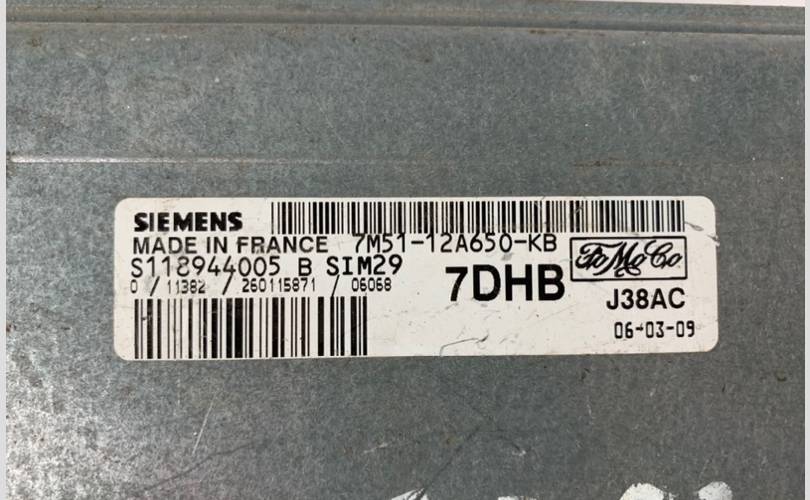 SIEMENS
MADE IN FRANCE 7M51-12A650-KB
S118944005 B SIM29
0 / 11382 / 260115871 / 06068
7DHB
FoMoCo
J38AC
06-03-09